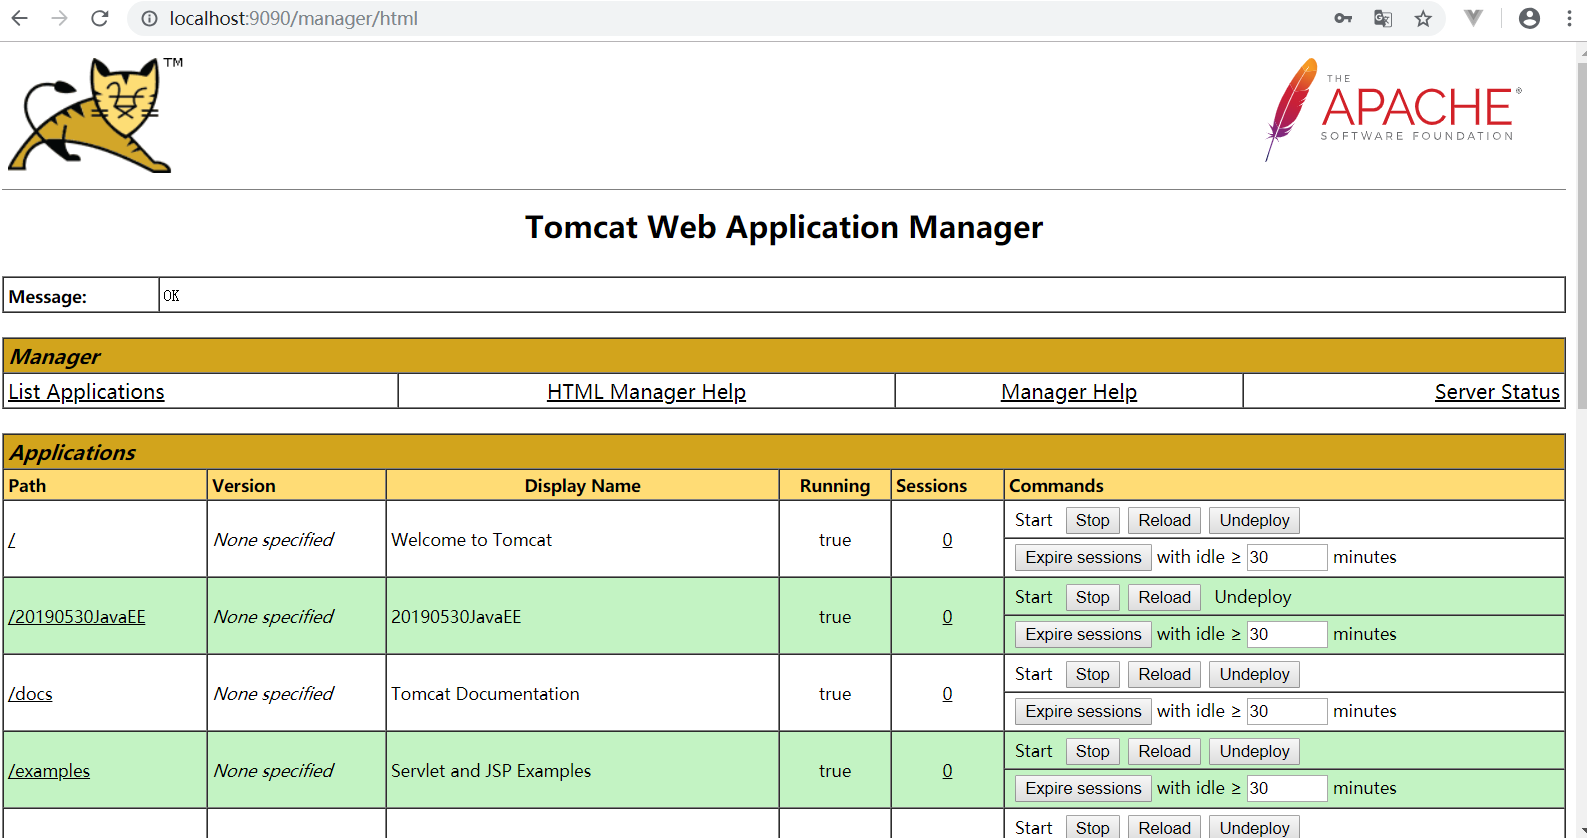 localhost:9090/manager/html
TM
THE
APACHE®
SOFTWARE FOUNDATION
Tomcat Web Application Manager
Message: OK
Manager
List Applications HTML Manager Help Manager Help Server Status
Applications
Path Version Display Name Running Sessions Commands
/ None specified Welcome to Tomcat true 0 Start Stop Reload Undeploy
Expire sessions with idle ≥ 30 minutes
/20190530JavaEE None specified 20190530JavaEE true 0 Start Stop Reload Undeploy
Expire sessions with idle ≥ 30 minutes
/docs None specified Tomcat Documentation true 0 Start Stop Reload Undeploy
Expire sessions with idle ≥ 30 minutes
/examples None specified Servlet and JSP Examples true 0 Start Stop Reload Undeploy
Expire sessions with idle ≥ 30 minutes
Start Stop Reload Undeploy